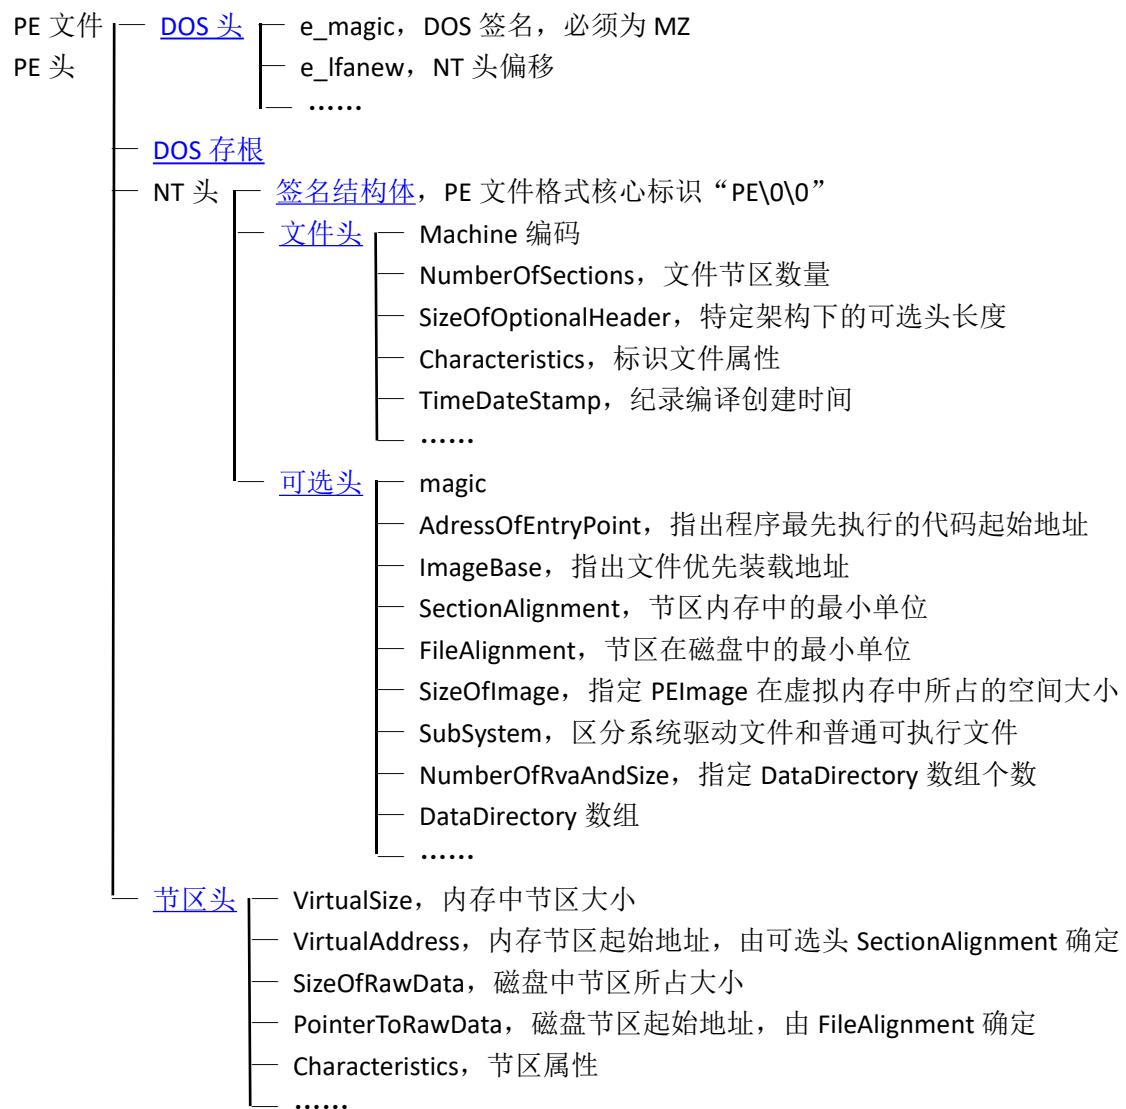 PE 文件 DOS 头 e_magic，DOS 签名，必须为 MZ
PE 头 e_lfanew，NT 头偏移
……
DOS 存根
NT 头 签名结构体，PE 文件格式核心标识“PE\0\0”
文件头 Machine 编码
NumberOfSections，文件节区数量
SizeOfOptionalHeader，特定架构下的可选头长度
Characteristics，标识文件属性
TimeDateStamp，纪录编译创建时间
……
可选头 magic
AdressOfEntryPoint，指出程序最先执行的代码起始地址
ImageBase，指出文件优先装载地址
SectionAlignment，节区内存中的最小单位
FileAlignment，节区在磁盘中的最小单位
SizeOfImage，指定 PEImage 在虚拟内存中所占的空间大小
SubSystem，区分系统驱动文件和普通可执行文件
NumberOfRvaAndSize，指定 DataDirectory 数组个数
DataDirectory 数组
……
节区头 VirtualSize，内存中节区大小
VirtualAddress，内存节区起始地址，由可选头 SectionAlignment 确定
SizeOfRawData，磁盘中节区所占大小
PointerToRawData，磁盘节区起始地址，由 FileAlignment 确定
Characteristics，节区属性
……